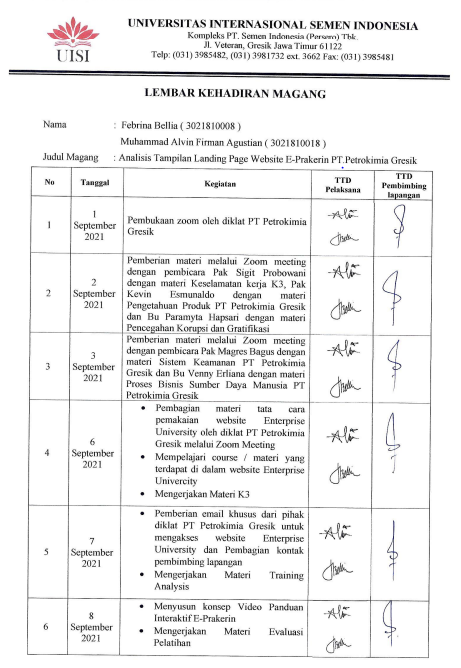 UISI
UNIVERSITAS INTERNASIONAL SEMEN INDONESIA
Kompleks PT. Semen Indonesia (Persero) Tbk.
Jl. Veteran, Gresik Jawa Timur 61122
Telp: (031) 3985482, (031) 3981732 ext. 3662 Fax: (031) 3985481
LEMBAR KEHADIRAN MAGANG
Nama : Febrina Bellia ( 3021810008 )
Muhammad Alvin Firman Agustian ( 3021810018 )
Judul Magang : Analisis Tampilan Landing Page Website E-Prakerin PT.Petrokimia Gresik
No Tanggal Kegiatan TTD Pelaksana TTD Pembimbing lapangan
1
1 September 2021
Pembukaan zoom oleh diklat PT Petrokimia
Gresik
2
2 September 2021
Pemberian materi melalui Zoom meeting
dengan pembicara Pak Sigit Probowani
dengan materi Keselamatan kerja K3, Pak
Kevin Esmunaldo dengan materi
Pengetahuan Produk PT Petrokimia Gresik
dan Bu Paramyta Hapsari dengan materi
Pencegahan Korupsi dan Gratifikasi
3
3 September 2021
Pemberian materi melalui Zoom meeting
dengan pembicara Pak Magres Bagus dengan
materi Sistem Keamanan PT Petrokimia
Gresik dan Bu Venny Erliana dengan materi
Proses Bisnis Sumber Daya Manusia PT
Petrokimia Gresik
4
6 September 2021
• Pembagian materi tata cara
pemakaian website Enterprise
University oleh diklat PT Petrokimia
Gresik melalui Zoom Meeting
• Mempelajari course / materi yang
terdapat di dalam website Enterprise
Univercity
• Mengerjakan Materi K3
5
7 September 2021
• Pemberian email khusus dari pihak
diklat PT Petrokimia Gresik untuk
mengakses website Enterprise
University dan Pembagian kontak
pembimbing lapangan
• Mengerjakan Materi Training
Analysis
6
8 September 2021
• Menyusun konsep Video Panduan
Interaktif E-Prakerin
• Mengerjakan Materi Evaluasi
Pelatihan